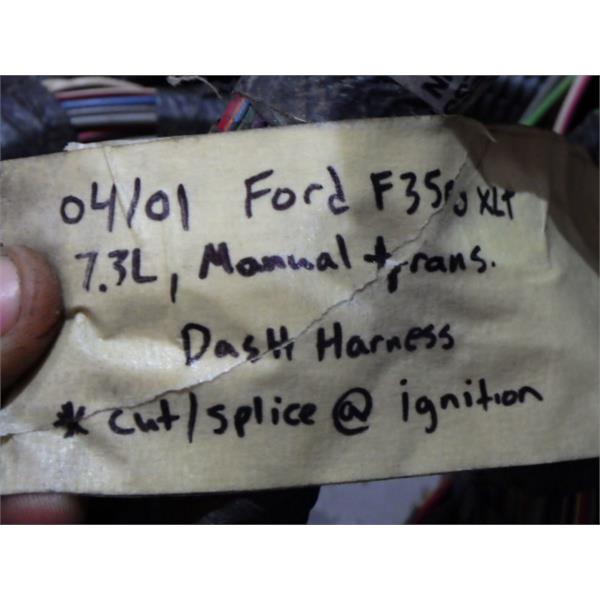 04/01 Ford F350 XLT
7.3L, Manual trans.
Dash Harness
* cut/splice @ ignition